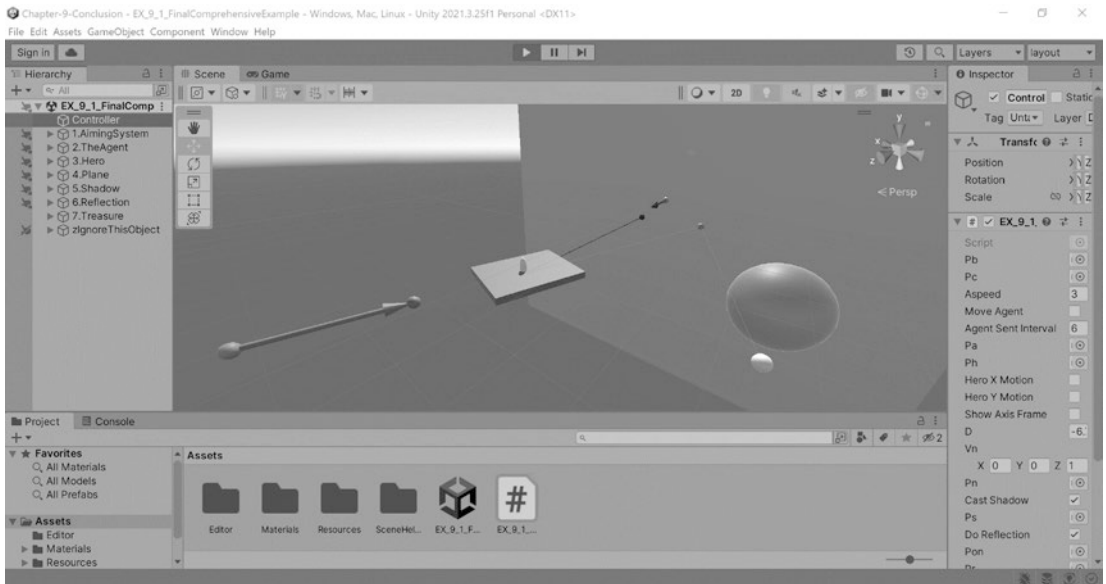 Chapter-9-Conclusion - EX_9_1_FinalComprehensiveExample - Windows, Mac, Linux - Unity 2021.3.25f1 Personal <DX11>
File Edit Assets GameObject Component Window Help
Sign in
Layers
layout
Hierarchy
Scene
Game
Inspector
All
2D
EX_9_1_FinalComp
Controller
1.AimingSystem
2.TheAgent
3.Hero
4.Plane
5.Shadow
6.Reflection
7.Treasure
zIgnoreThisObject
y
x
z
Persp
Control Static
Tag Layer
Transfc
Position Y Z
Rotation Y Z
Scale Y Z
# EX_9_1_
Script
Pb
Pc
Aspeed 3
Move Agent
Agent Sent Interval 6
Pa
Ph
Hero X Motion
Hero Y Motion
Show Axis Frame
D -6.
Vn
X 0 Y 0 Z 1
Pn
Cast Shadow
Ps
Do Reflection
Pon
Project
Console
2
Favorites
All Materials
All Models
All Prefabs
Assets
Editor
Materials
Resources
Assets
Editor
Materials
Resources
SceneHel...
EX_9_1_F...
#
EX_9_1_...